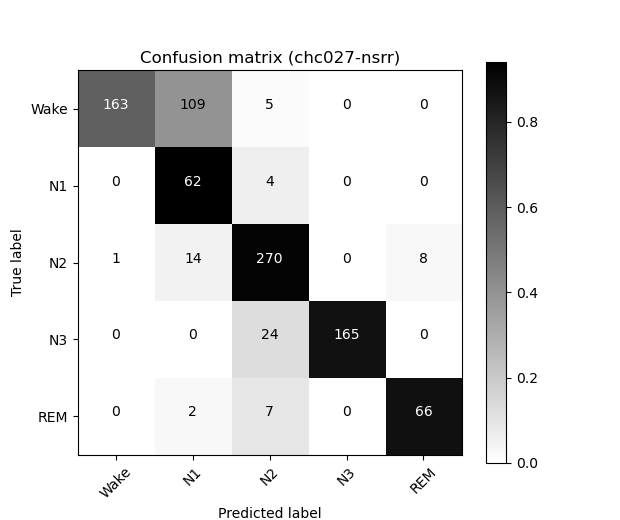 Confusion matrix (chc027-nsrr)
Wake 163 109 5 0 0
N1 0 62 4 0 0
N2 1 14 270 0 8
N3 0 0 24 165 0
REM 0 2 7 0 66
Wake N1 N2 N3 REM
Predicted label
True label
0.8
0.6
0.4
0.2
0.0